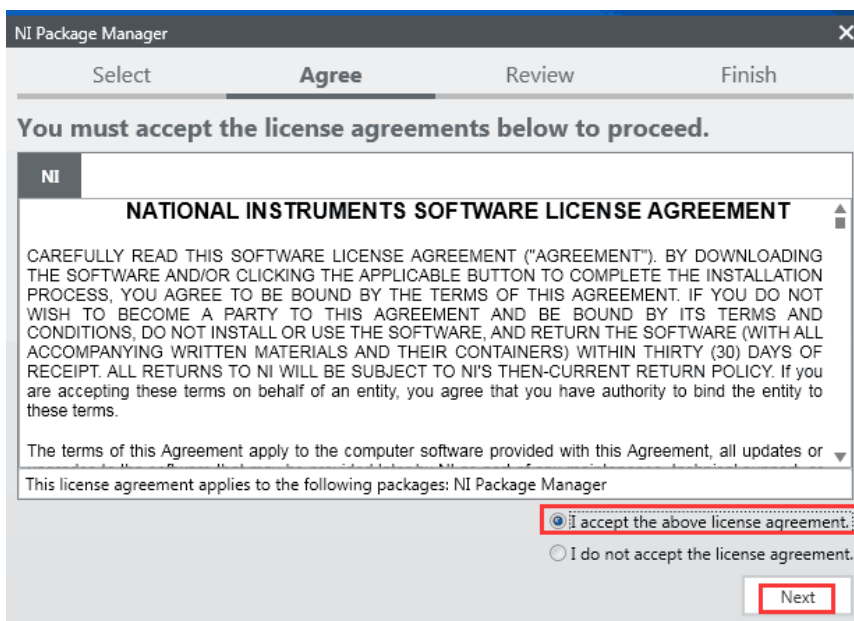 NI Package Manager
Select Agree Review Finish
You must accept the license agreements below to proceed.
NI
NATIONAL INSTRUMENTS SOFTWARE LICENSE AGREEMENT
CAREFULLY READ THIS SOFTWARE LICENSE AGREEMENT ("AGREEMENT"). BY DOWNLOADING
THE SOFTWARE AND/OR CLICKING THE APPLICABLE BUTTON TO COMPLETE THE INSTALLATION
PROCESS, YOU AGREE TO BE BOUND BY THE TERMS OF THIS AGREEMENT. IF YOU DO NOT
WISH TO BECOME A PARTY TO THIS AGREEMENT AND BE BOUND BY ITS TERMS AND
CONDITIONS, DO NOT INSTALL OR USE THE SOFTWARE, AND RETURN THE SOFTWARE (WITH ALL
ACCOMPANYING WRITTEN MATERIALS AND THEIR CONTAINERS) WITHIN THIRTY (30) DAYS OF
RECEIPT. ALL RETURNS TO NI WILL BE SUBJECT TO NI'S THEN-CURRENT RETURN POLICY. If you
are accepting these terms on behalf of an entity, you agree that you have authority to bind the entity to
these terms.
The terms of this Agreement apply to the computer software provided with this Agreement, all updates or
This license agreement applies to the following packages: NI Package Manager
I accept the above license agreement.
I do not accept the license agreement.
Next